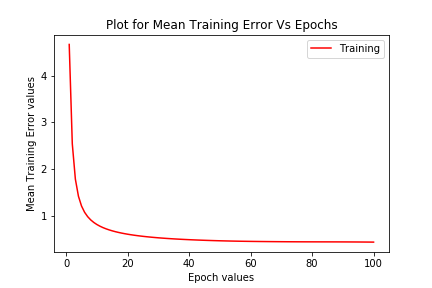 Plot for Mean Training Error Vs Epochs
Training
Mean Training Error values
4
3
2
1
0 20 40 60 80 100
Epoch values